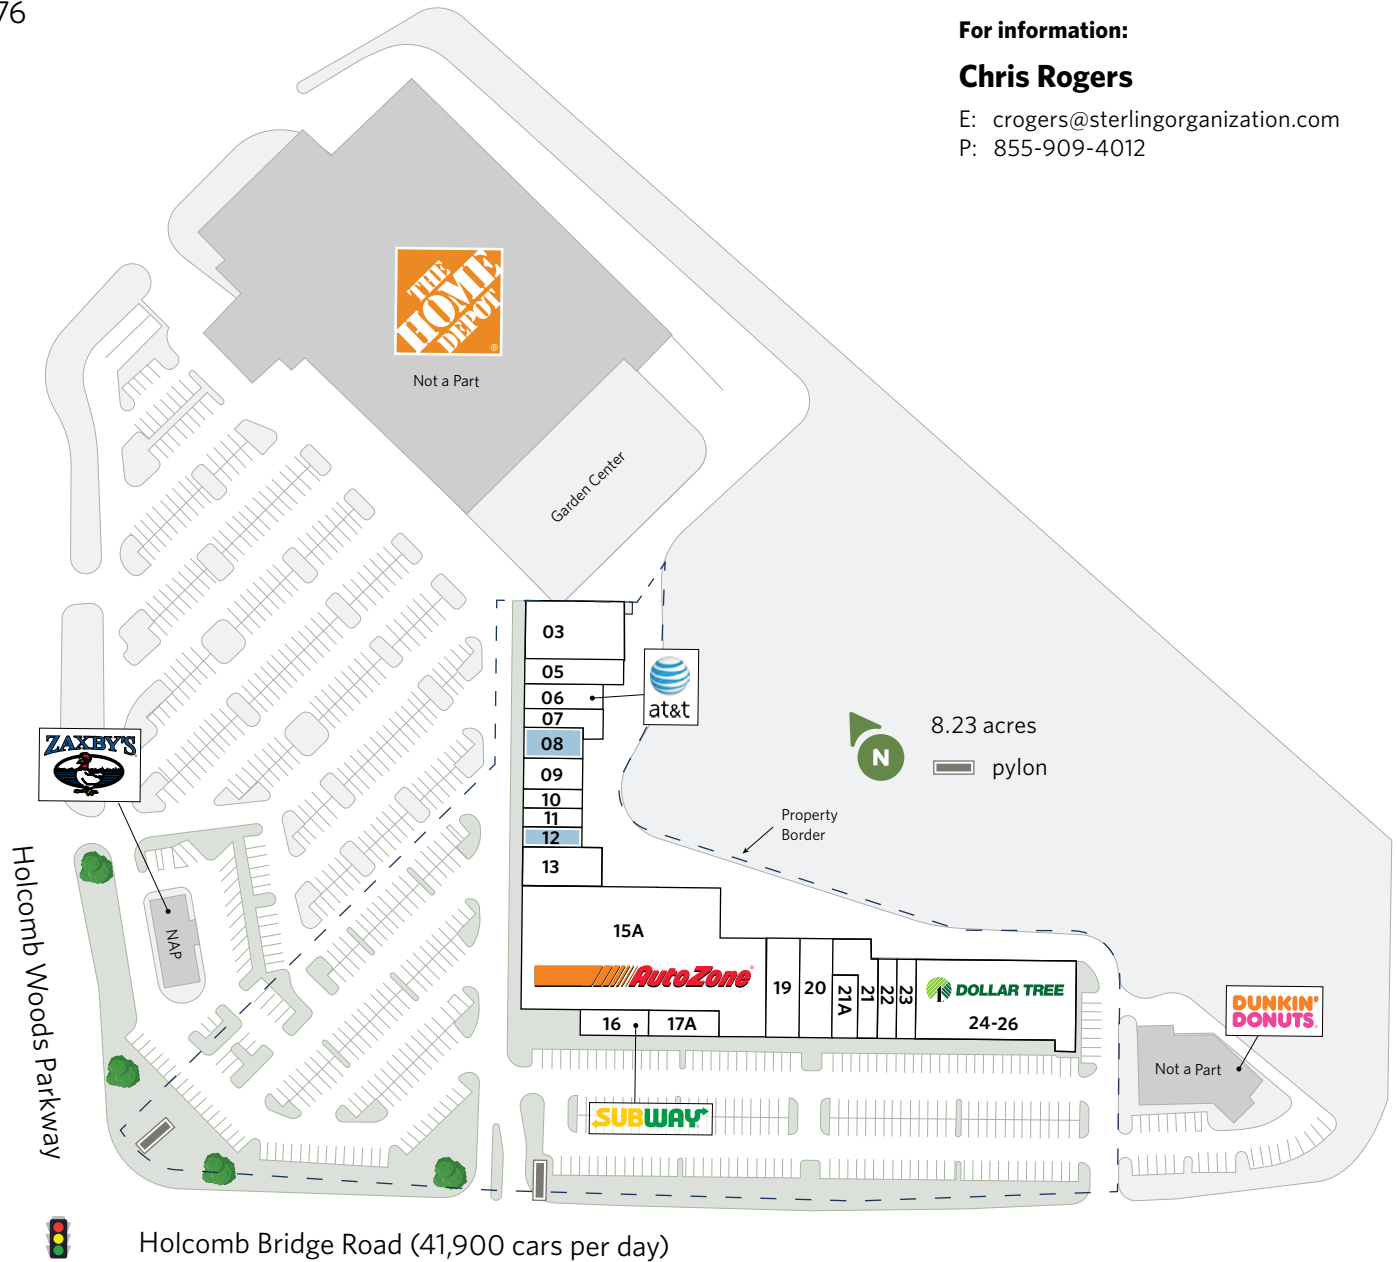 76
For information:
Chris Rogers
E: crogers@sterlingorganization.com
P: 855-909-4012
THE
HOME
DEPOT
®
Not a Part
Garden Center
03
05
06
07
08
09
10
11
12
13
at&t
ZAXBY'S
NAP
N
8.23 acres
pylon
Property
Border
15A
AutoZone
16
17A
19
20
21A
21
22
23
DOLLAR TREE
24-26
SUBWAY
DUNKIN'
DONUTS
Not a Part
Holcomb Woods Parkway
Holcomb Bridge Road (41,900 cars per day)